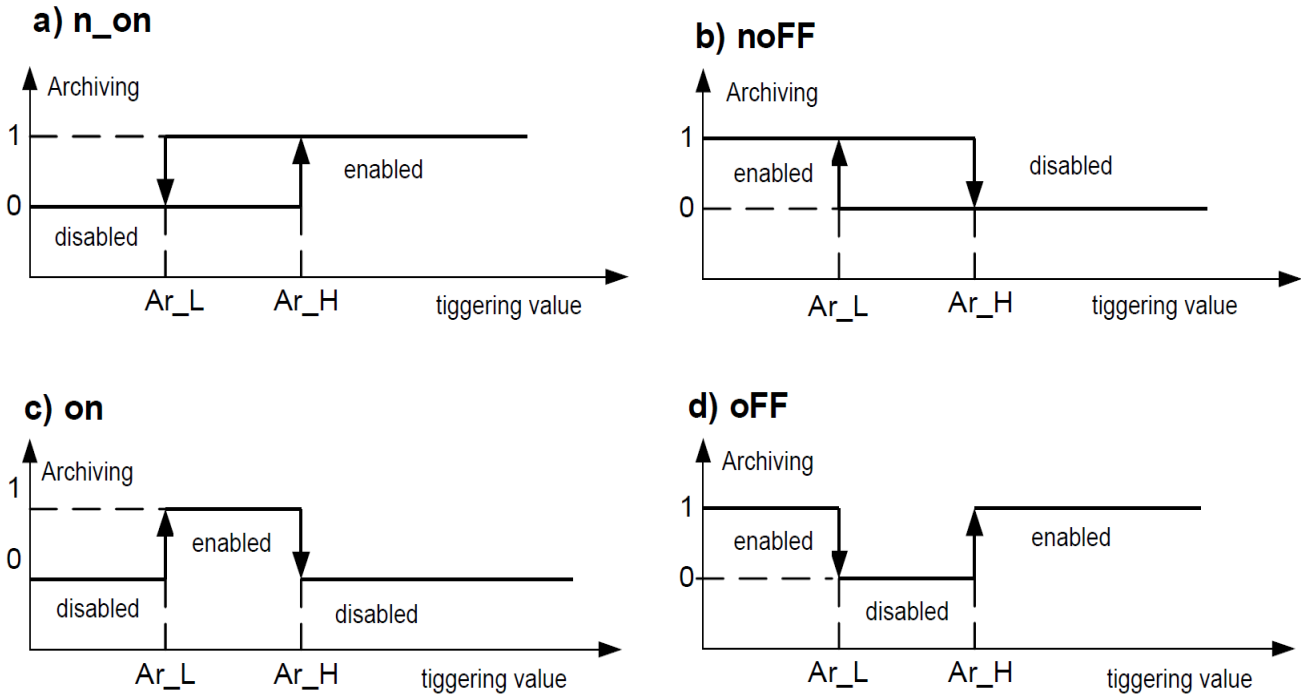 a) n_on
Archiving
1
enabled
0
disabled
Ar_L
Ar_H
tiggering value
b) noFF
Archiving
1
enabled
disabled
0
Ar_L
Ar_H
tiggering value
c) on
Archiving
1
enabled
0
disabled
disabled
Ar_L
Ar_H
tiggering value
d) oFF
Archiving
1
enabled
enabled
0
disabled
Ar_L
Ar_H
tiggering value